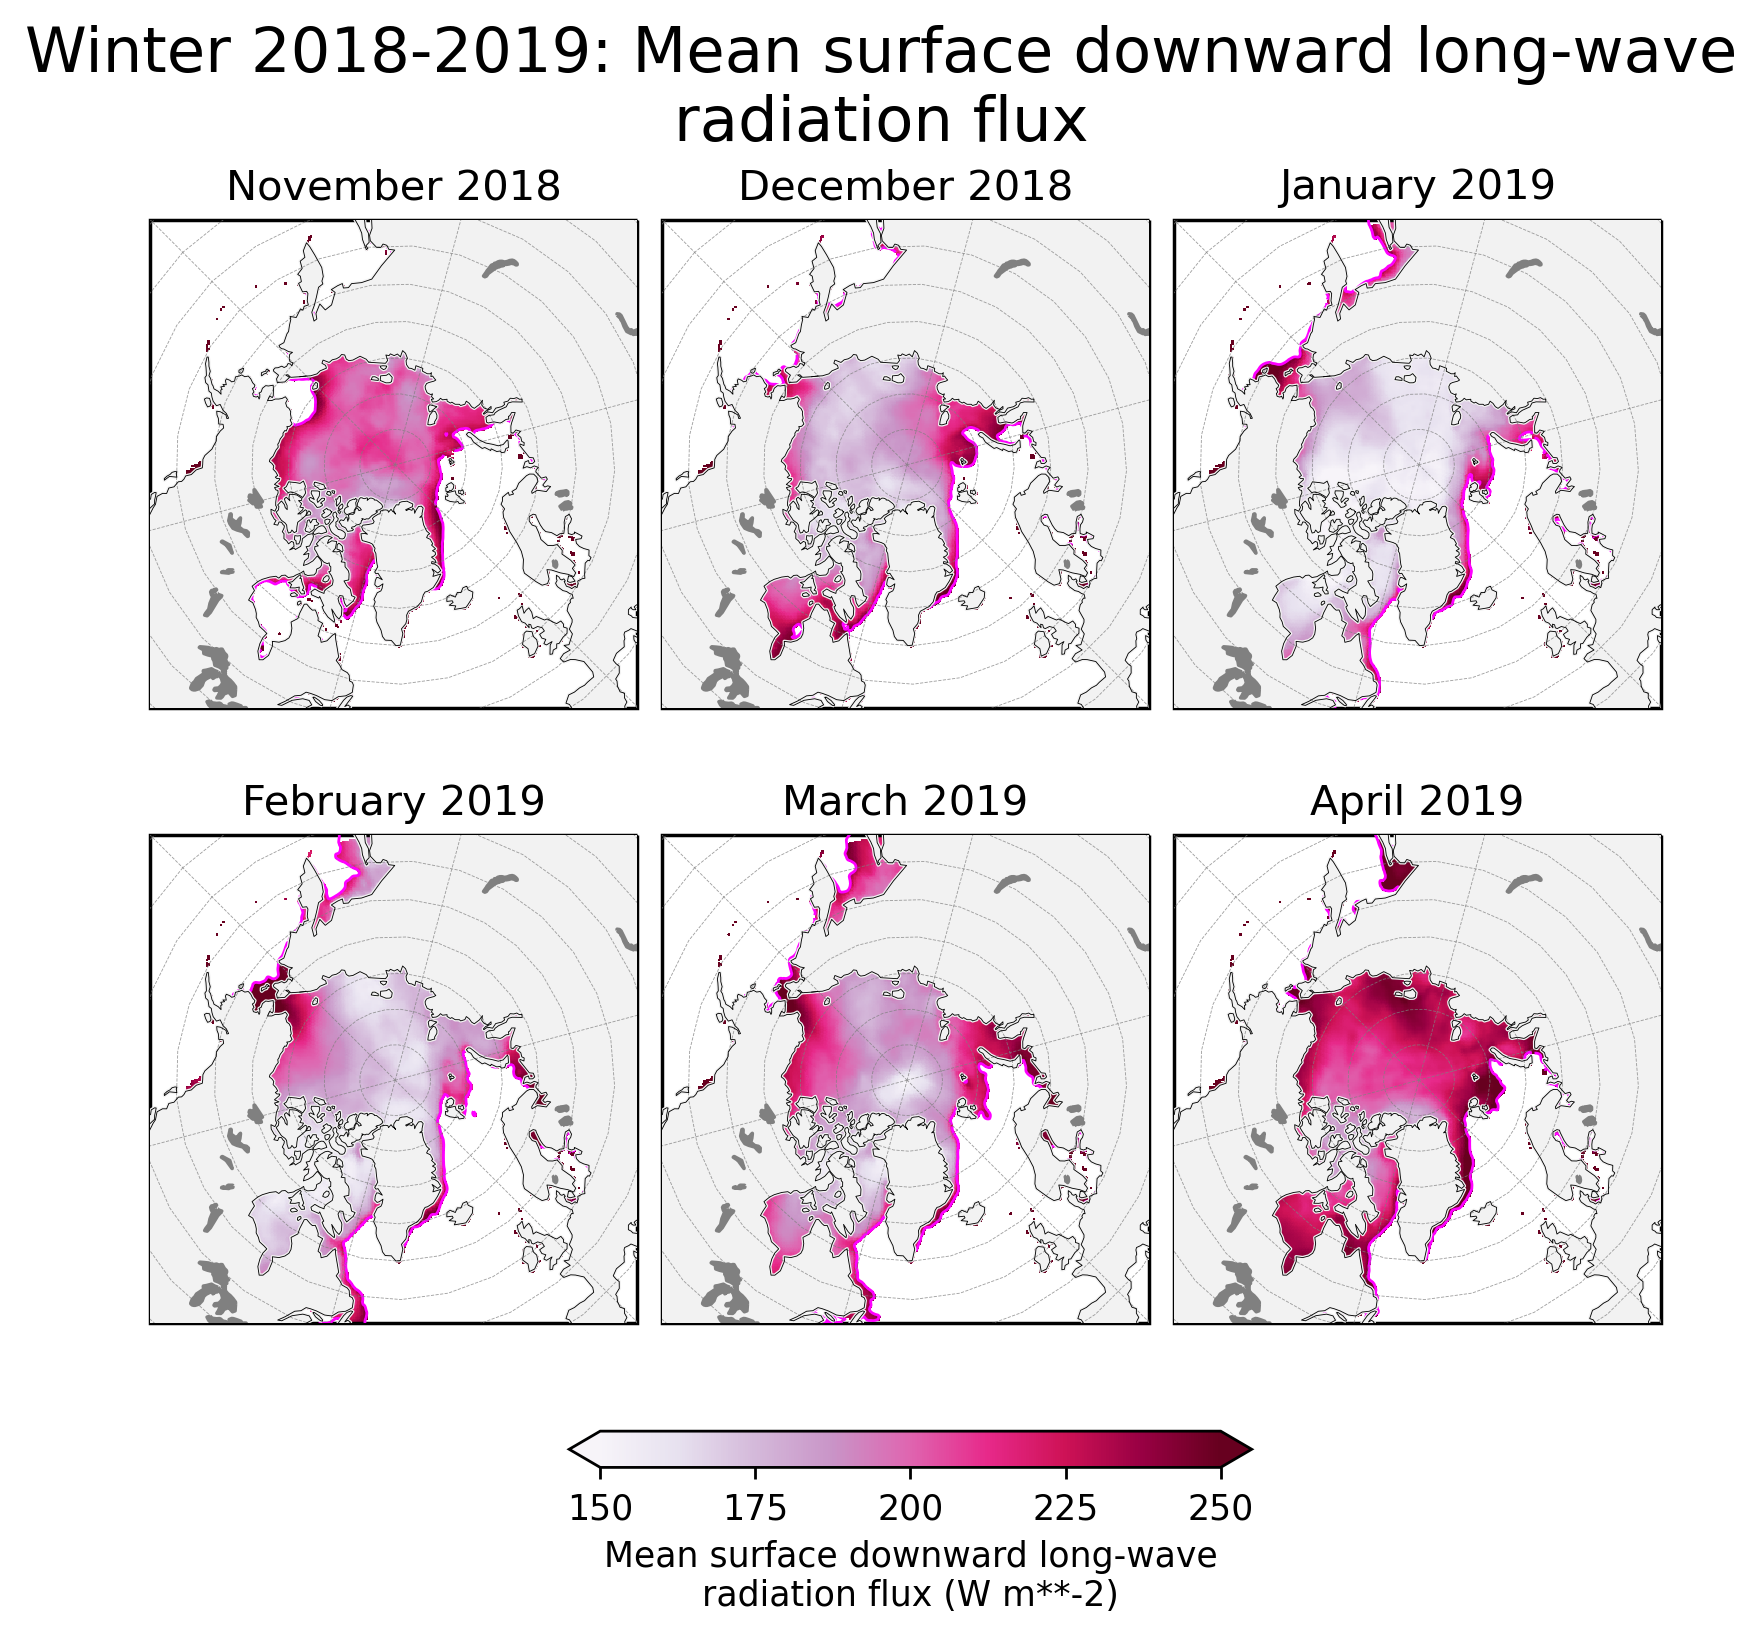 Winter 2018-2019: Mean surface downward long-wave
radiation flux
November 2018
December 2018
January 2019
February 2019
March 2019
April 2019
150
175
200
225
250
Mean surface downward long-wave
radiation flux (W m**-2)